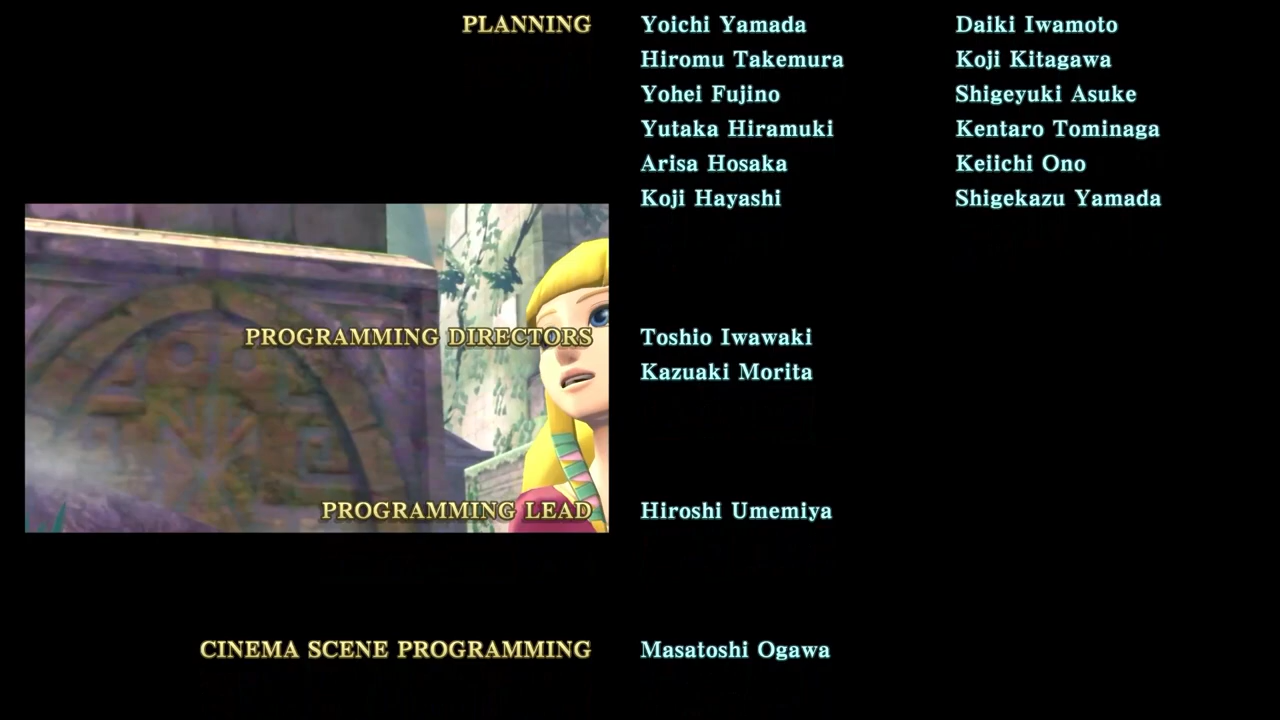 PLANNING Yoichi Yamada Daiki Iwamoto
Hiromu Takemura Koji Kitagawa
Yohei Fujino Shigeyuki Asuke
Yutaka Hiramuki Kentaro Tominaga
Arisa Hosaka Keiichi Ono
Koji Hayashi Shigekazu Yamada
PROGRAMMING DIRECTORS Toshio Iwawaki
Kazuaki Morita
PROGRAMMING LEAD Hiroshi Umemiya
CINEMA SCENE PROGRAMMING Masatoshi Ogawa